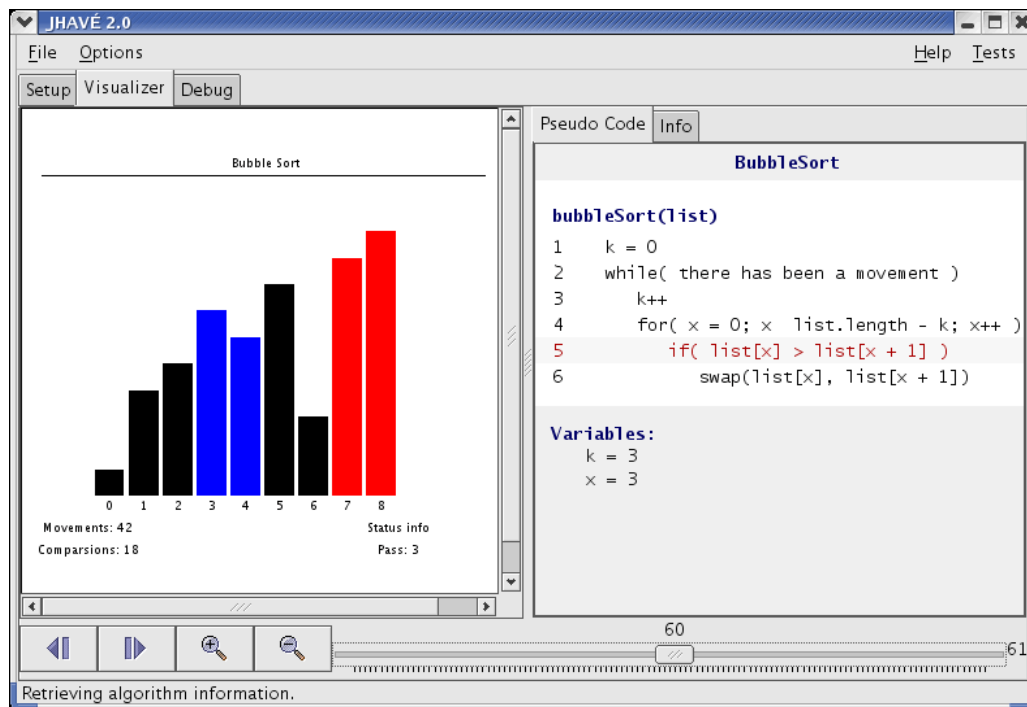 JHAVÉ 2.0
File Options Help Tests
Setup Visualizer Debug
Bubble Sort
0 1 2 3 4 5 6 7 8
Movements: 42 Status info
Comparsions: 18 Pass: 3
Pseudo Code Info
BubbleSort
bubbleSort(list)
1 k = 0
2 while( there has been a movement )
3 k++
4 for( x = 0; x list.length - k; x++ )
5 if( list[x] > list[x + 1] )
6 swap(list[x], list[x + 1])
Variables:
k = 3
x = 3
60
61
Retrieving algorithm information.